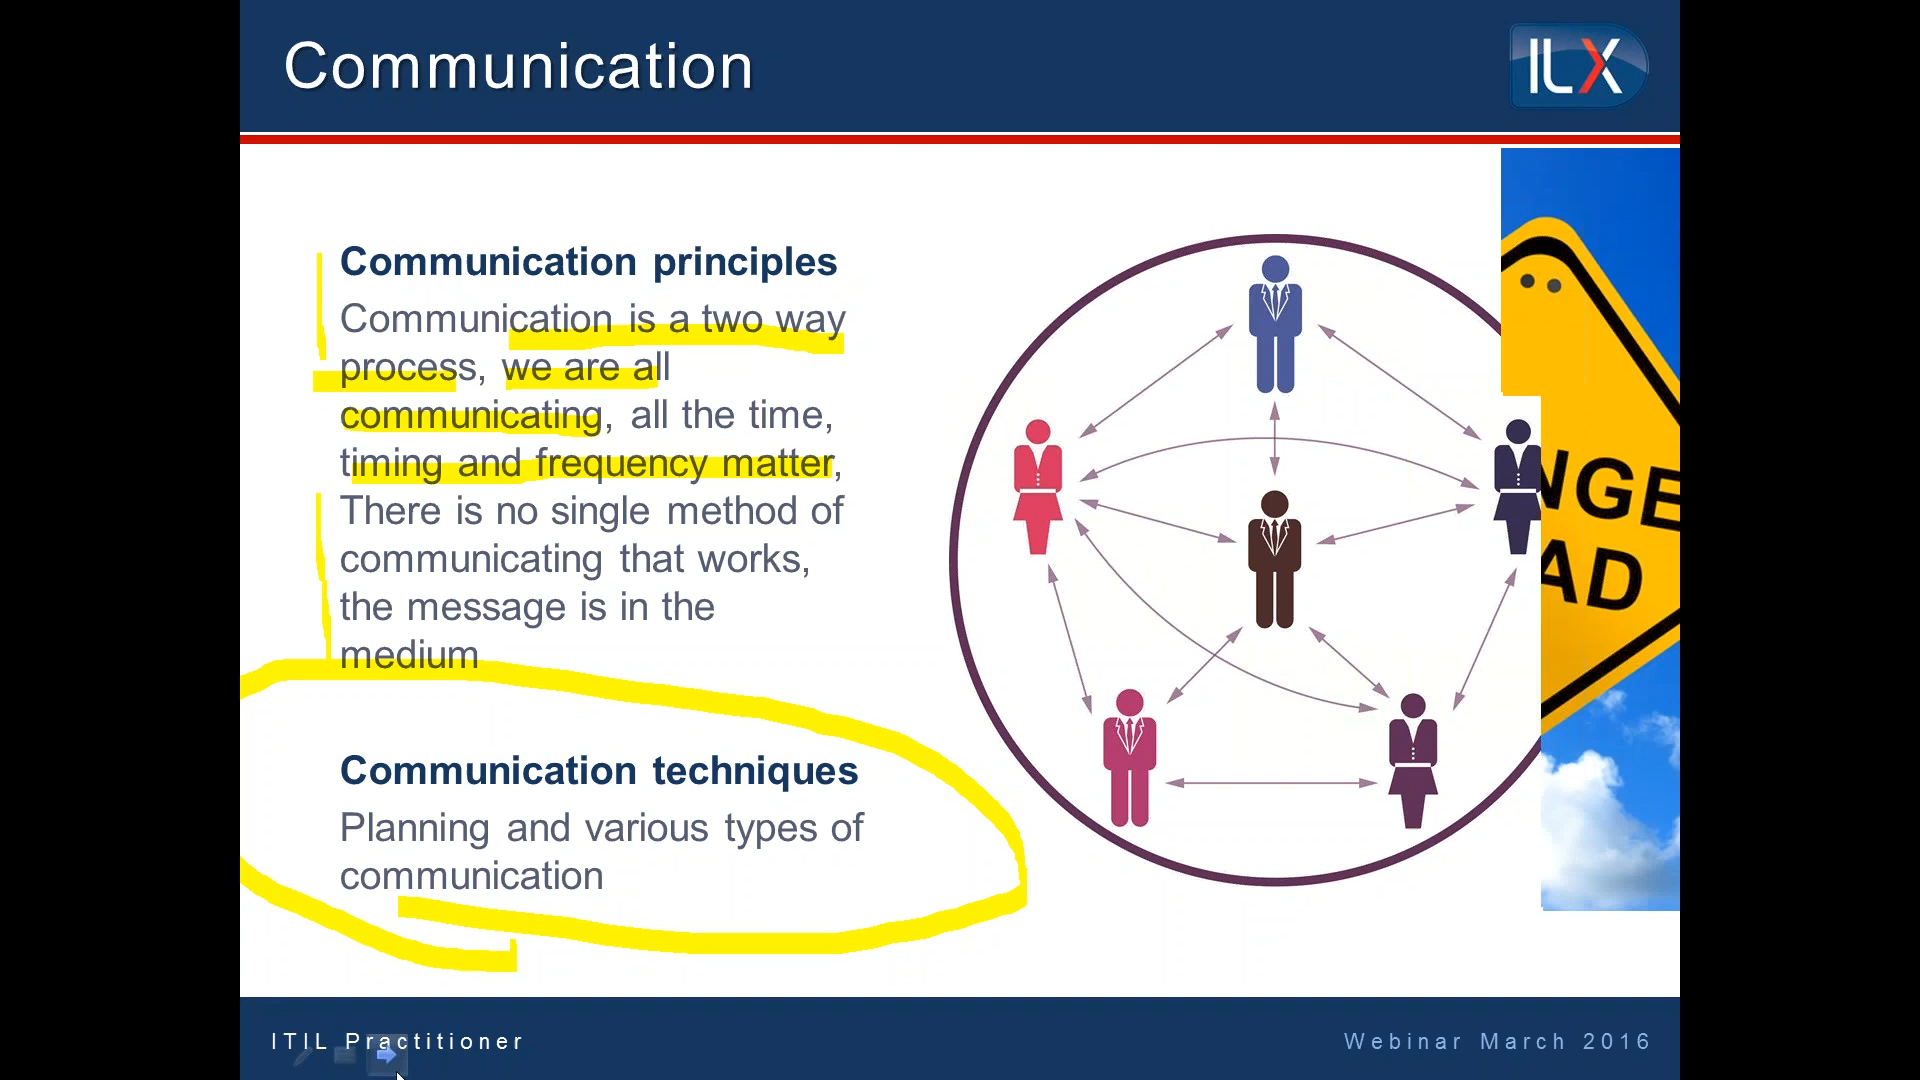 Communication
ILX
Communication principles
Communication is a two way
process, we are all
communicating, all the time,
timing and frequency matter,
There is no single method of
communicating that works,
the message is in the
medium
NGE
AD
Communication techniques
Planning and various types of
communication
ITIL Practitioner
Webinar March 2016